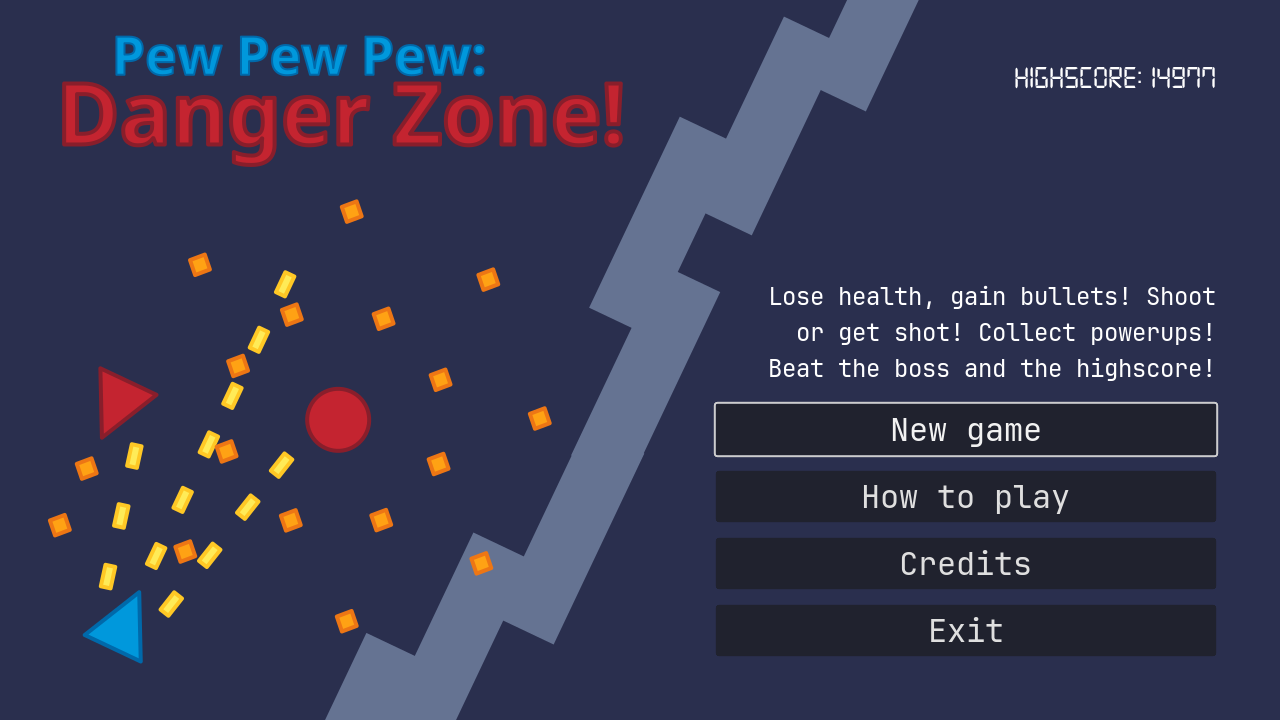 Pew Pew Pew:
Danger Zone!
HIGHSCORE: 14977
Lose health, gain bullets! Shoot
or get shot! Collect powerups!
Beat the boss and the highscore!
New game
How to play
Credits
Exit